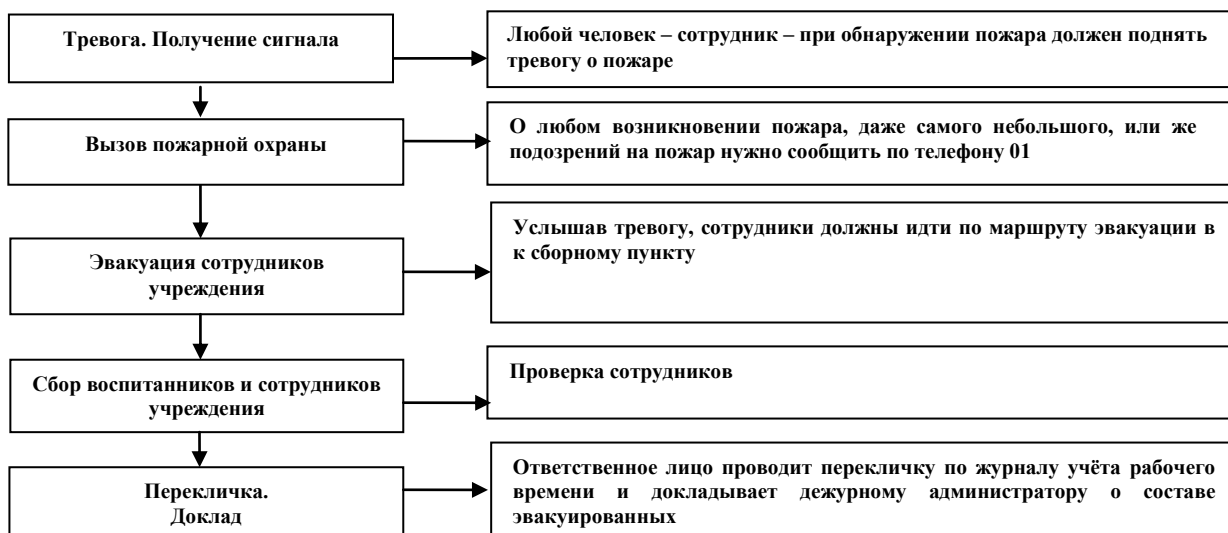 Тревога. Получение сигнала
Любой человек – сотрудник – при обнаружении пожара должен поднять
тревогу о пожаре
Вызов пожарной охраны
О любом возникновении пожара, даже самого небольшого, или же
подозрений на пожар нужно сообщить по телефону 01
Эвакуация сотрудников
учреждения
Услышав тревогу, сотрудники должны идти по маршруту эвакуации в
к сборному пункту
Сбор воспитанников и сотрудников
учреждения
Проверка сотрудников
Перекличка.
Доклад
Ответственное лицо проводит перекличку по журналу учёта рабочего
времени и докладывает дежурному администратору о составе
эвакуированных